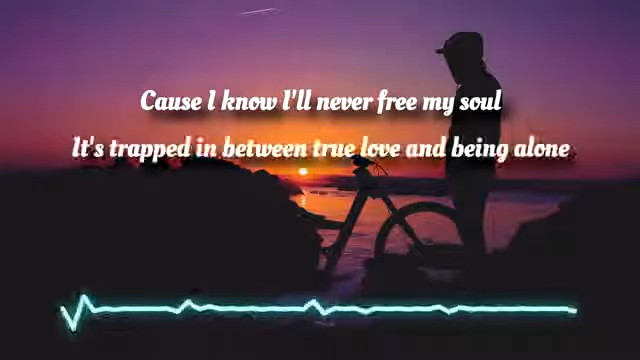 Cause I know I'll never free my soul
It's trapped in between true love and being alone